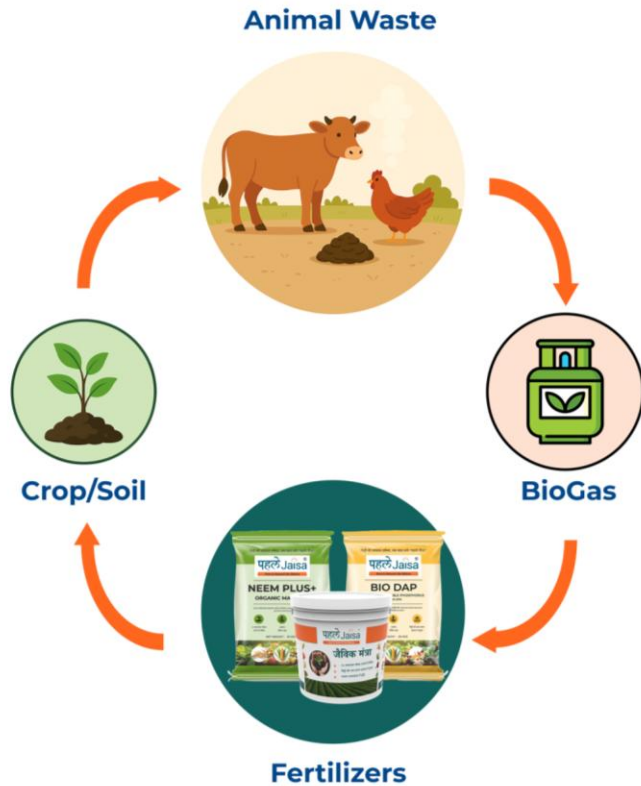 Animal Waste
BioGas
Crop/Soil
पहले Jaisa
NEEM PLUS+
ORGANIC MA
पहले Jaisa
BIO DAP
पहले Jaisa
जैविक मंत्रा
Fertilizers